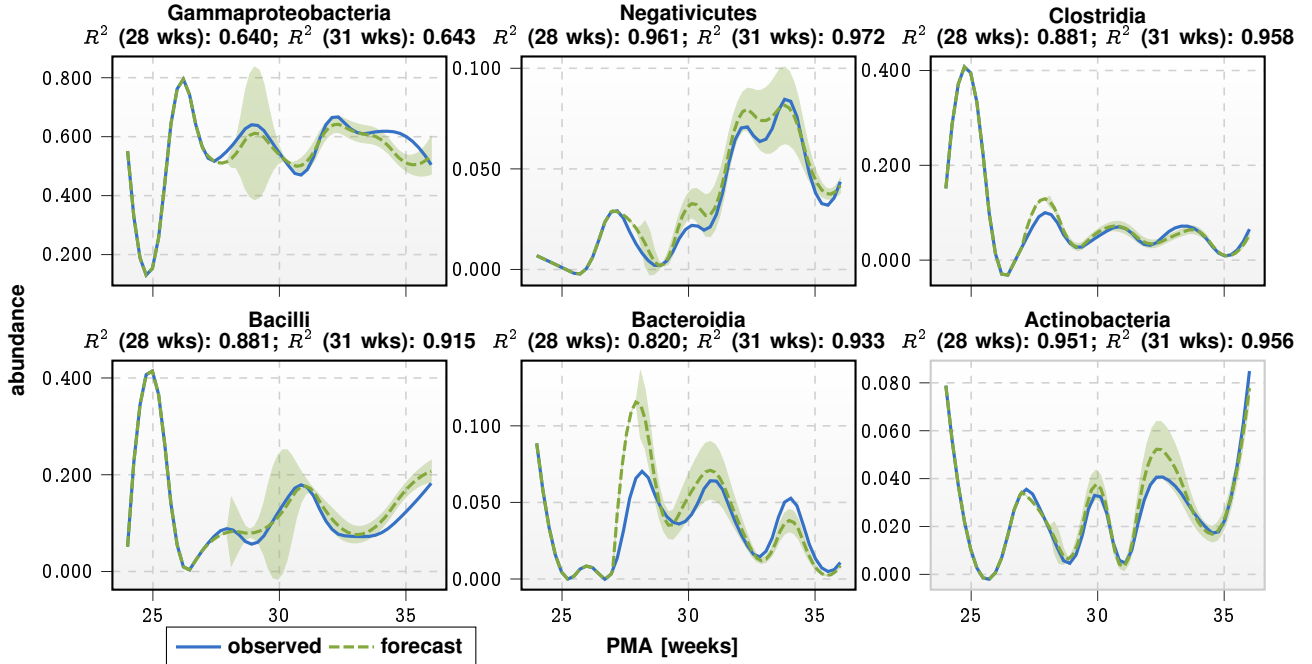 Gammaproteobacteria
R² (28 wks): 0.640; R² (31 wks): 0.643
Negativicutes
R² (28 wks): 0.961; R² (31 wks): 0.972
Clostridia
R² (28 wks): 0.881; R² (31 wks): 0.958
0.800
0.600
0.400
0.200
0.100
0.050
0.000
0.400
0.200
0.000
25
30
35
25
30
35
25
30
35
abundance
Bacilli
R² (28 wks): 0.881; R² (31 wks): 0.915
Bacteroidia
R² (28 wks): 0.820; R² (31 wks): 0.933
Actinobacteria
R² (28 wks): 0.951; R² (31 wks): 0.956
0.400
0.200
0.000
0.100
0.050
0.000
0.080
0.060
0.040
0.020
0.000
observed
forecast
PMA [weeks]